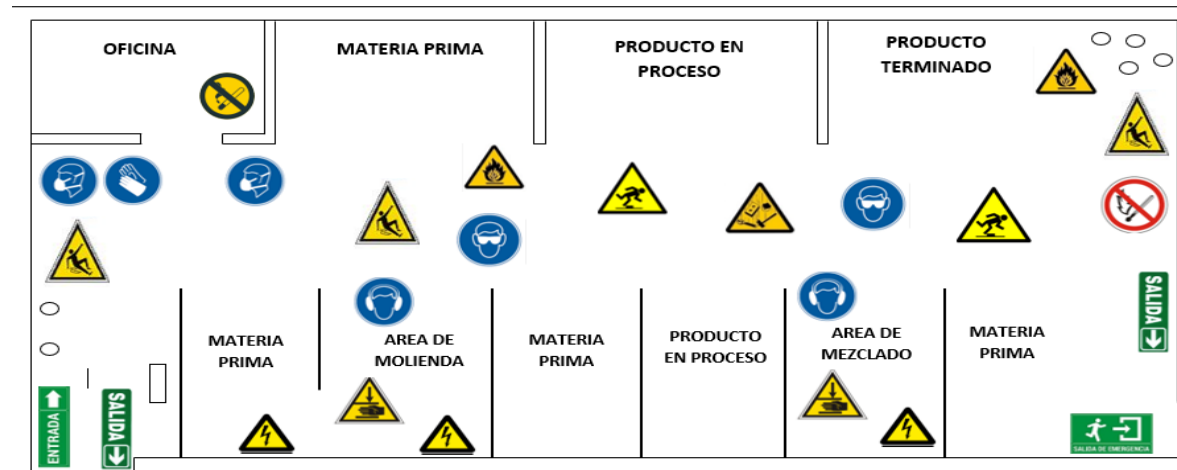 OFICINA
MATERIA PRIMA
PRODUCTO EN
PROCESO
PRODUCTO
TERMINADO
MATERIA
PRIMA
AREA DE
MOLIENDA
MATERIA
PRIMA
PRODUCTO
EN PROCESO
AREA DE
MEZCLADO
MATERIA
PRIMA
SALIDA
ENTRADA
SALIDA
SALIDA DE EMERGENCIA